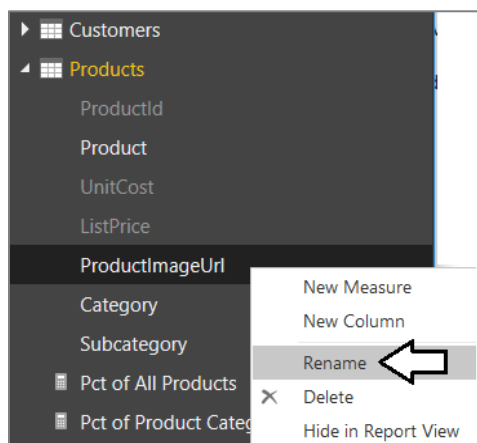 Customers
Products
ProductId
Product
UnitCost
ListPrice
ProductImageUrl
New Measure
Category
New Column
Subcategory
Rename
Pct of All Products
Delete
Pct of Product Categ
Hide in Report View